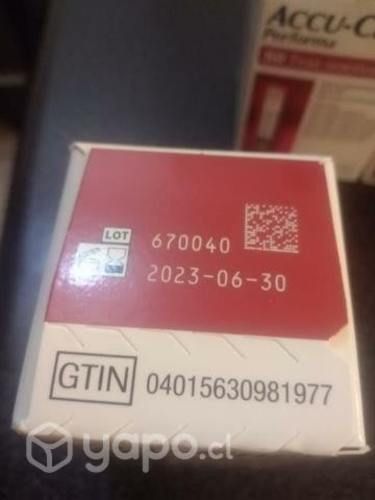 ACCU-C
Performa
LOT
670040
2023-06-30
GTIN
04015630981977
yapo.cl